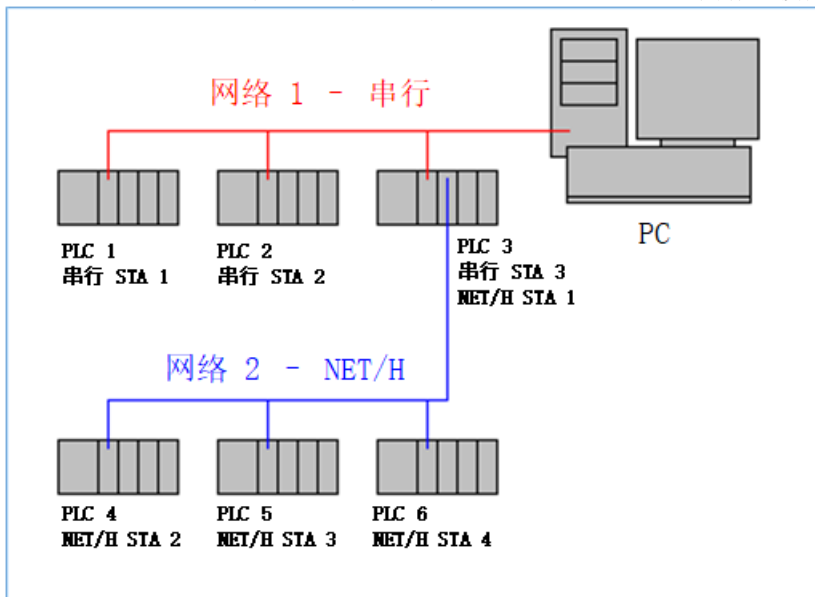 网络 1 - 串行
PC
PLC 1
串行 STA 1
PLC 2
串行 STA 2
PLC 3
串行 STA 3
NET/H STA 1
网络 2 - NET/H
PLC 4
NET/H STA 2
PLC 5
NET/H STA 3
PLC 6
NET/H STA 4